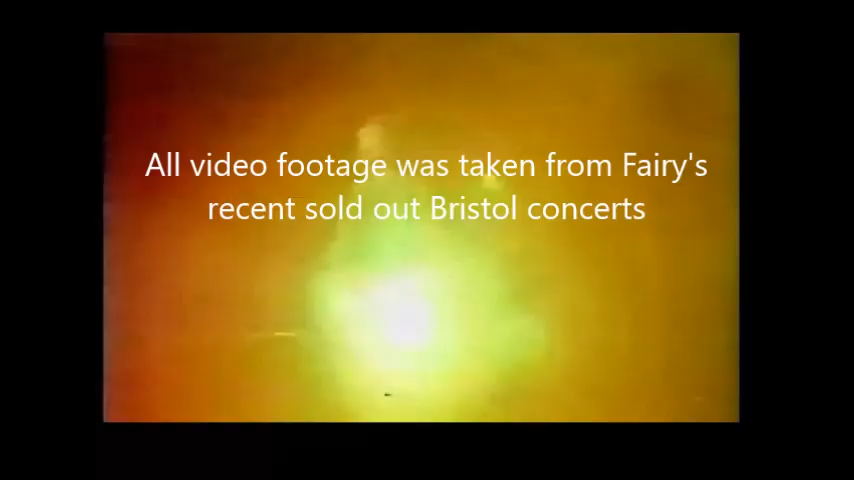 All video footage was taken from Fairy's
recent sold out Bristol concerts